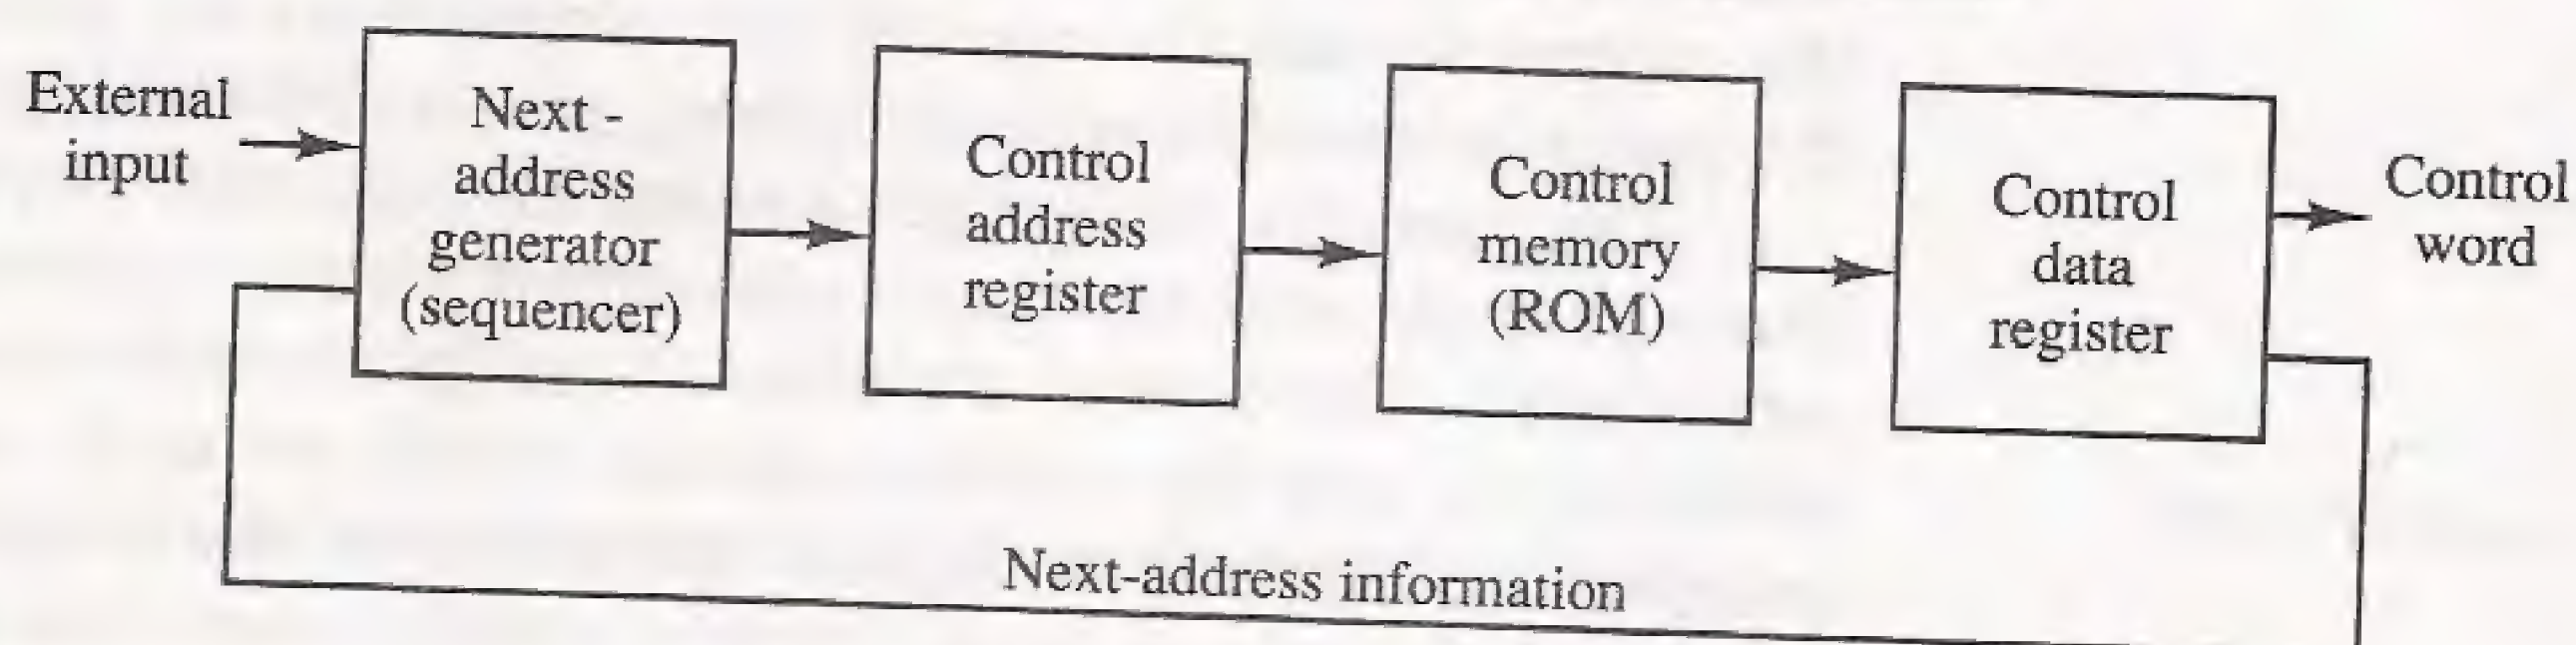 External
input
Next -
address
generator
(sequencer)
Control
address
register
Control
memory
(ROM)
Control
data
register
Control
word
Next-address information